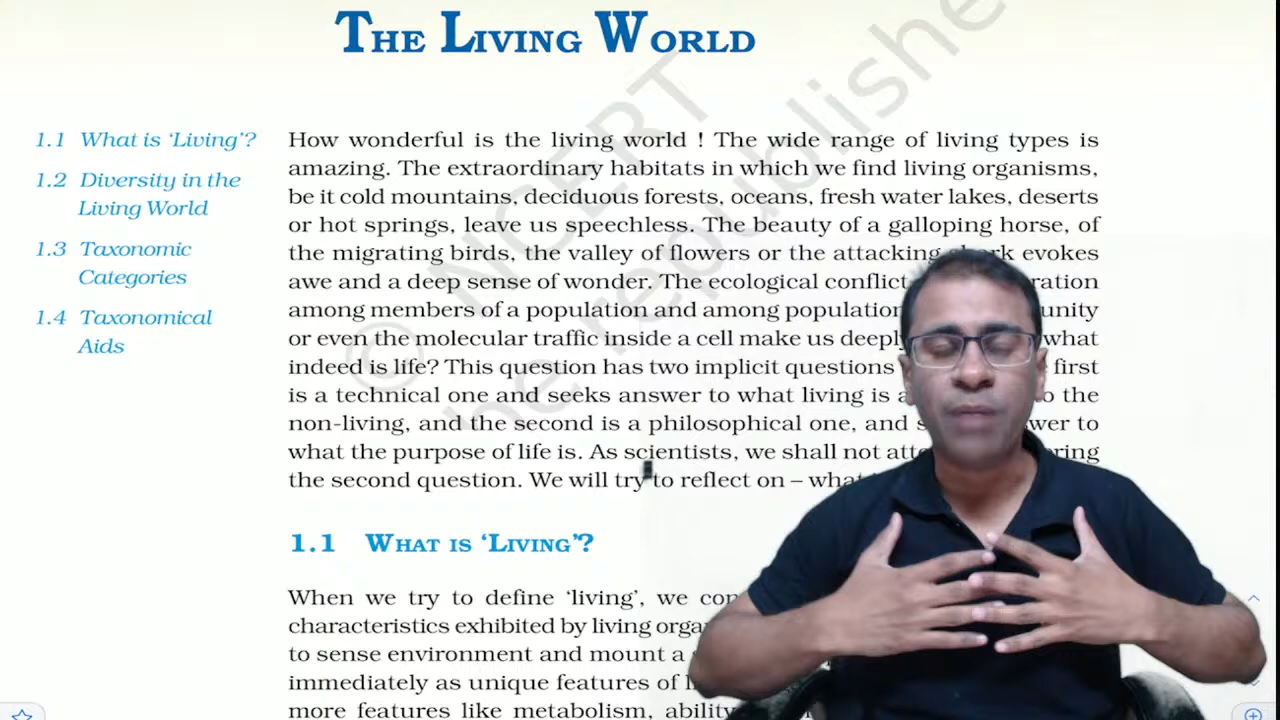 THE LIVING WORLD
1.1 What is ‘Living’?
1.2 Diversity in the
Living World
1.3 Taxonomic
Categories
1.4 Taxonomical
Aids
How wonderful is the living world ! The wide range of living types is
amazing. The extraordinary habitats in which we find living organisms,
be it cold mountains, deciduous forests, oceans, fresh water lakes, deserts
or hot springs, leave us speechless. The beauty of a galloping horse, of
the migrating birds, the valley of flowers or the attacking evokes
awe and a deep sense of wonder. The ecological
among members of a population and among
or even the molecular traffic inside a cell make us deeply what
indeed is life? This question has two implicit questions first
is a technical one and seeks answer to what living is the
non-living, and the second is a philosophical one, and to
what the purpose of life is. As scientists, we shall not
the second question. We will try to reflect on –
1.1 WHAT IS ‘LIVING’?
When we try to define ‘living’, we
characteristics exhibited by living
to sense environment and mount a
immediately as unique features of
more features like metabolism, ability
© NCERT
be republished